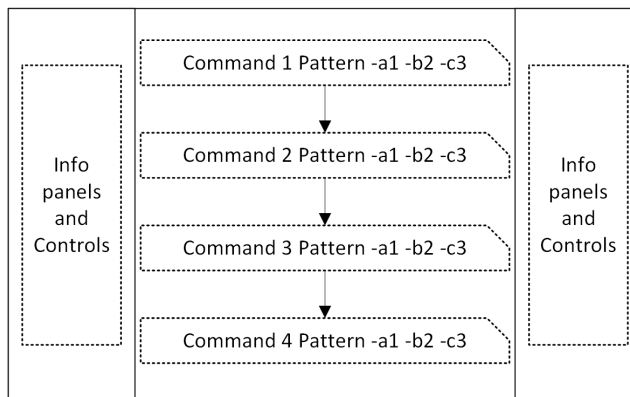 Info
panels
and
Controls
Command 1 Pattern -a1 -b2 -c3
Command 2 Pattern -a1 -b2 -c3
Command 3 Pattern -a1 -b2 -c3
Command 4 Pattern -a1 -b2 -c3
Info
panels
and
Controls